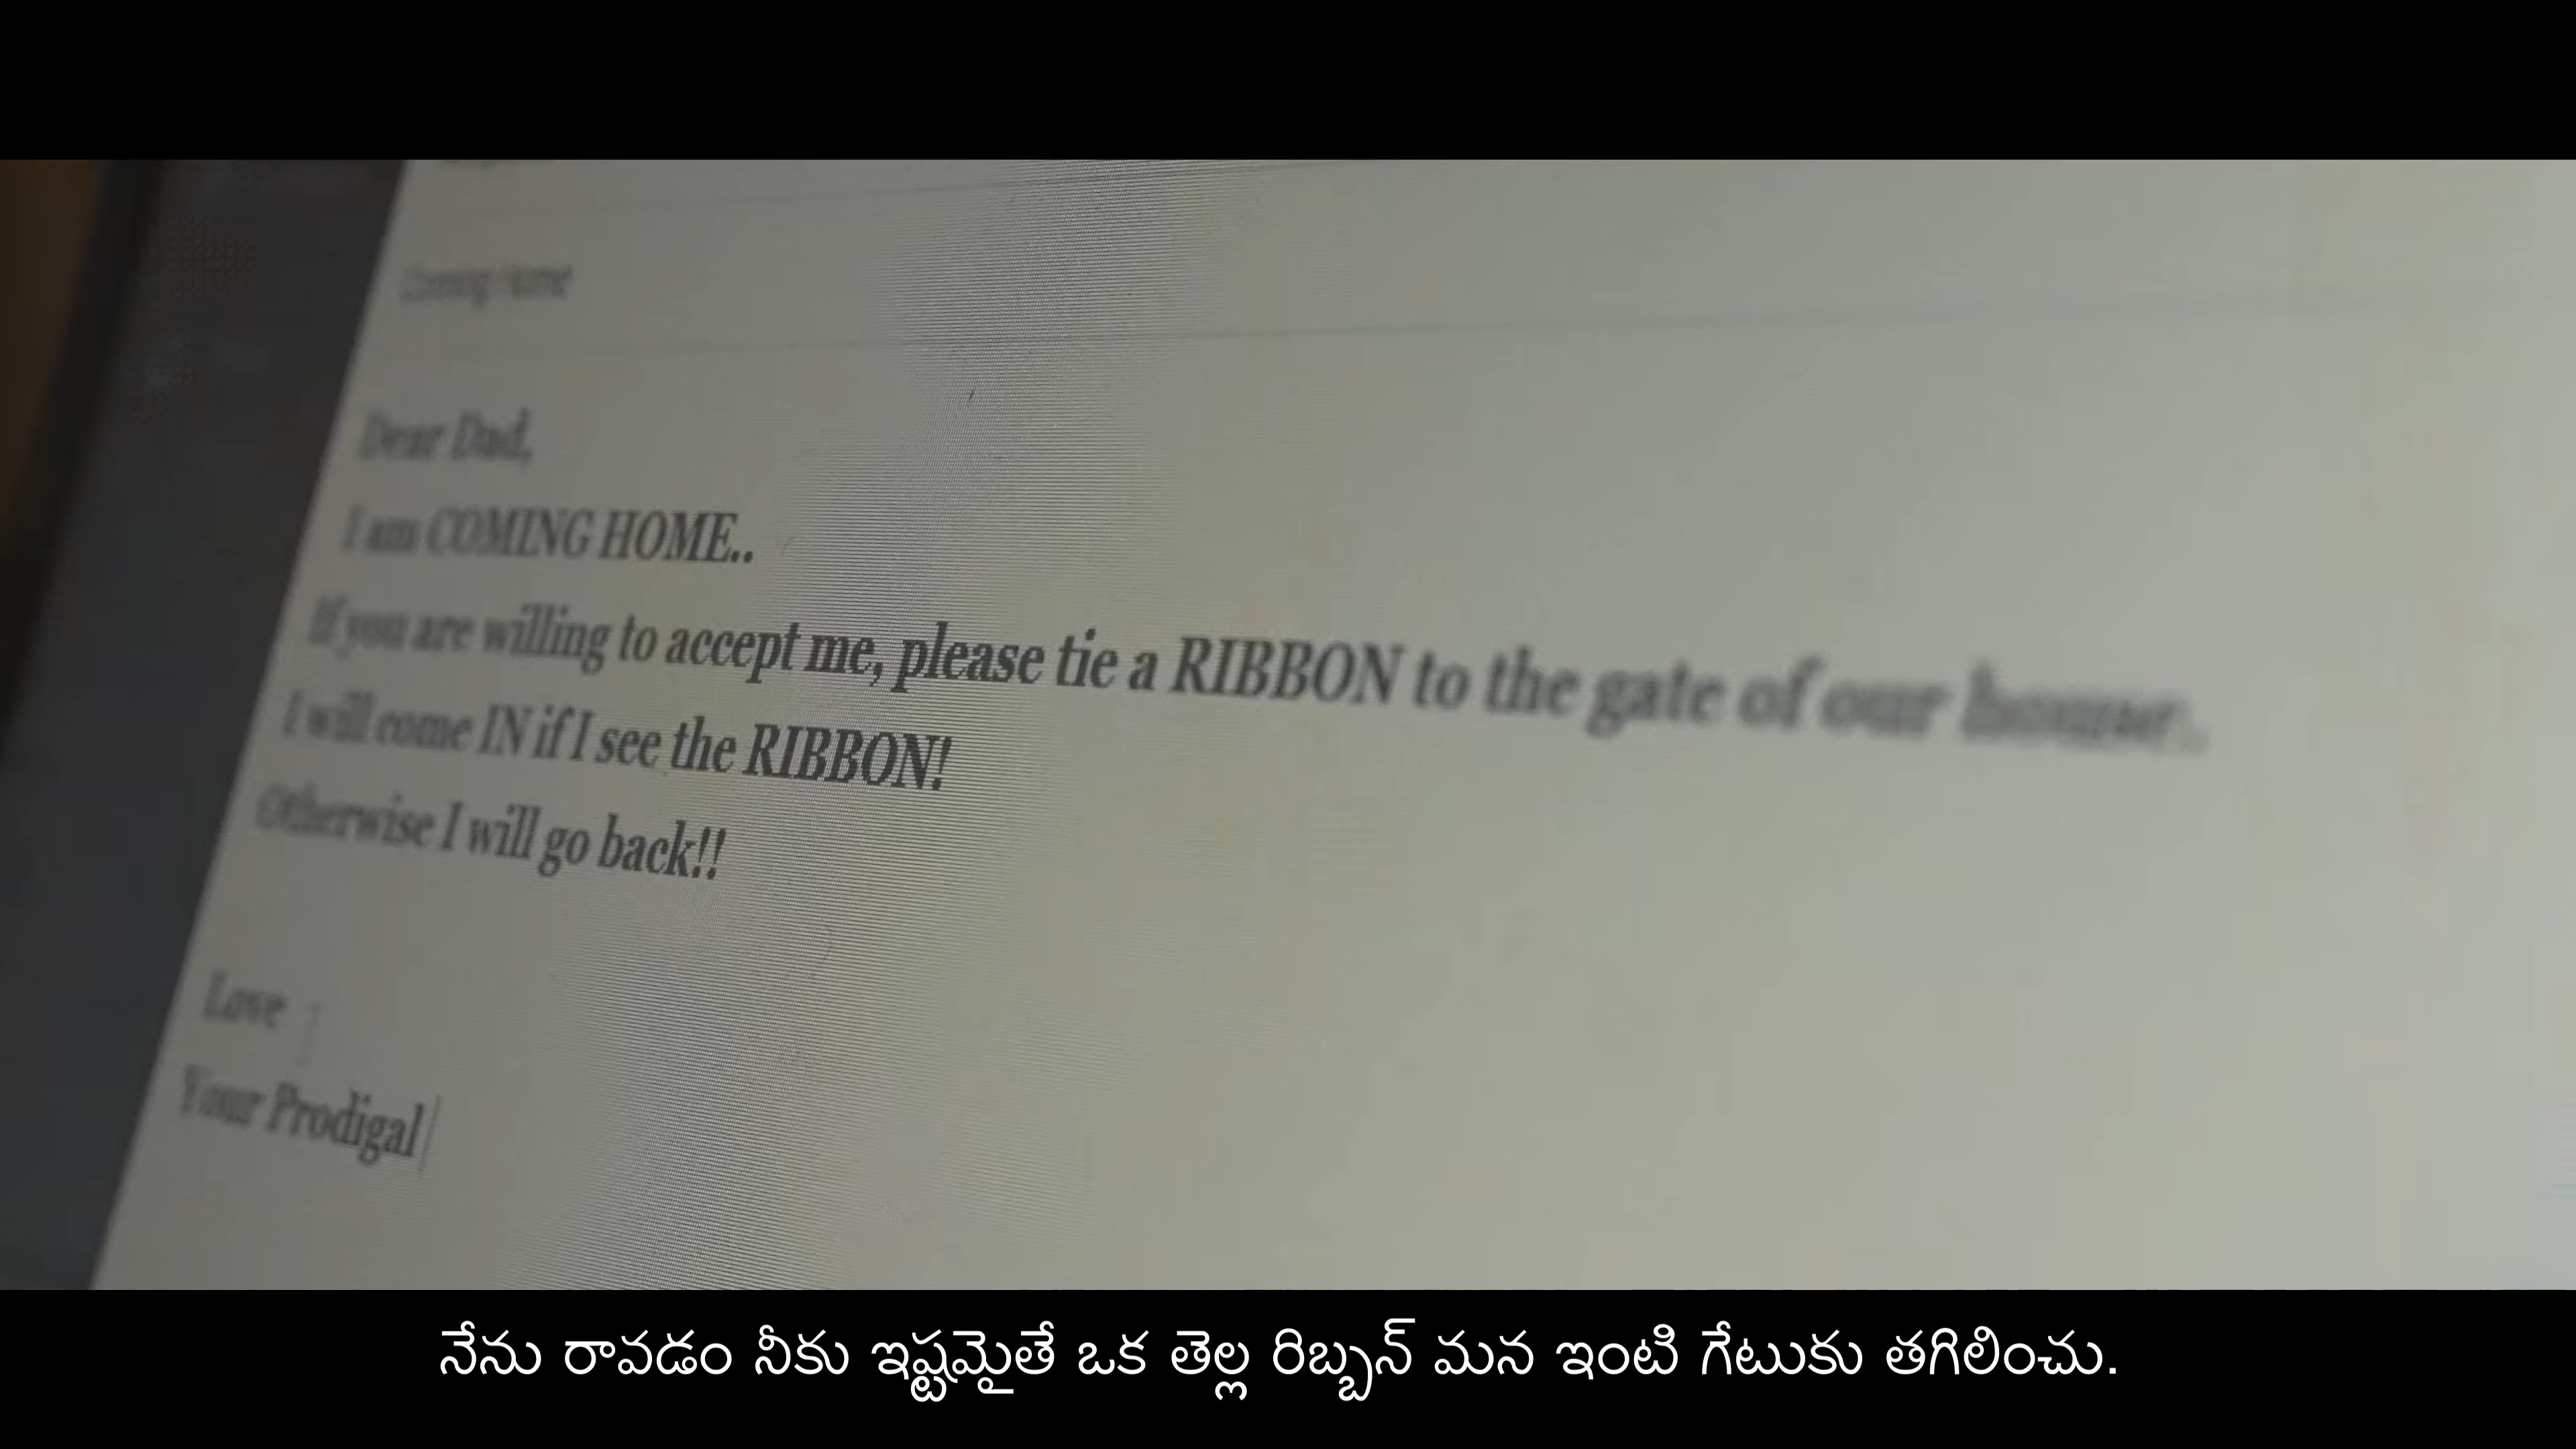 Coming Home
Dear Dad,
I am COMING HOME..
If you are willing to accept me, please tie a RIBBON to the gate of our house.
I will come IN if I see the RIBBON!
Otherwise I will go back!!
Love
Your Prodigal
నేను రావడం నీకు ఇష్టమైతే ఒక తెల్ల రిబ్బన్ మన ఇంటి గేటుకు తగిలించు.